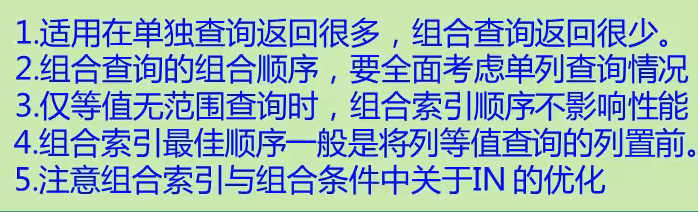 1.适用在单独查询返回很多，组合查询返回很少。
2.组合查询的组合顺序，要全面考虑单列查询情况
3.仅等值无范围查询时，组合索引顺序不影响性能
4.组合索引最佳顺序一般是将列等值查询的列置前。
5.注意组合索引与组合条件中关于IN 的优化